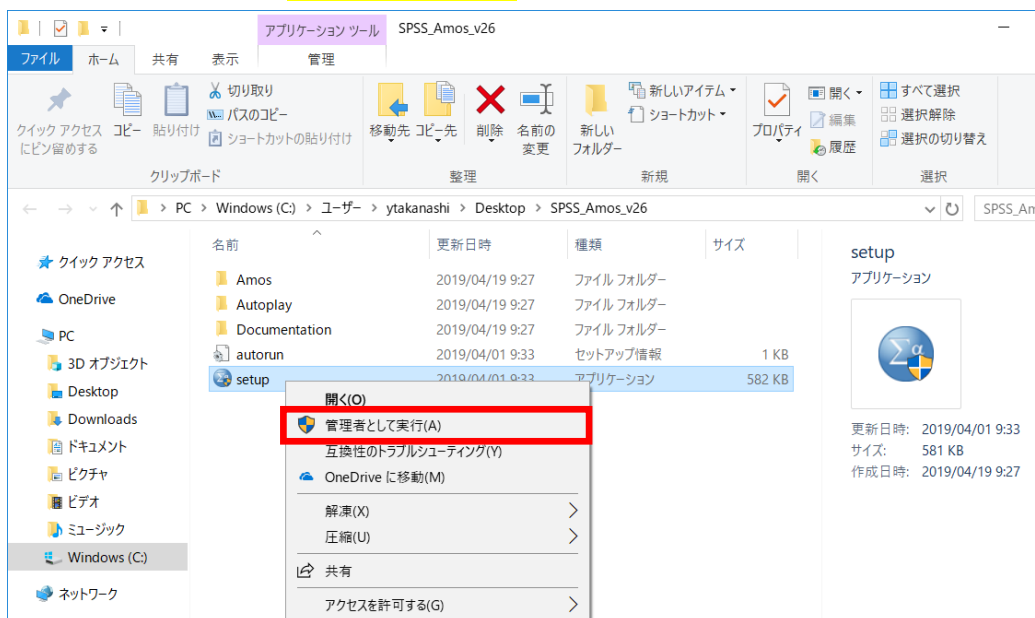 アプリケーション ツール SPSS_Amos_v26
ファイル ホーム 共有 表示 管理
クイック アクセス
にピン留めする
コピー
貼り付け
切り取り
パスのコピー
ショートカットの貼り付け
クリップボード
移動先
コピー先
削除
名前の
変更
整理
新しい
フォルダー
新しいアイテム
ショートカット
新規
プロパティ
開く
編集
履歴
開く
すべて選択
選択解除
選択の切り替え
選択
PC > Windows (C:) > ユーザー > ytakanashi > Desktop > SPSS_Amos_v26
SPSS_Am
クイック アクセス
OneDrive
PC
3D オブジェクト
Desktop
Downloads
ドキュメント
ピクチャ
ビデオ
ミュージック
Windows (C:)
ネットワーク
名前 更新日時 種類 サイズ
Amos 2019/04/19 9:27 ファイル フォルダー
Autoplay 2019/04/19 9:27 ファイル フォルダー
Documentation 2019/04/19 9:27 ファイル フォルダー
autorun 2019/04/01 9:33 セットアップ情報 1 KB
setup 2019/04/01 9:33 アプリケーション 582 KB
開く(O)
管理者として実行(A)
互換性のトラブルシューティング(Y)
OneDrive に移動(M)
解凍(X)
圧縮(U)
共有
アクセスを許可する(G)
setup
アプリケーション
Σα
更新日時: 2019/04/01 9:33
サイズ: 581 KB
作成日時: 2019/04/19 9:27